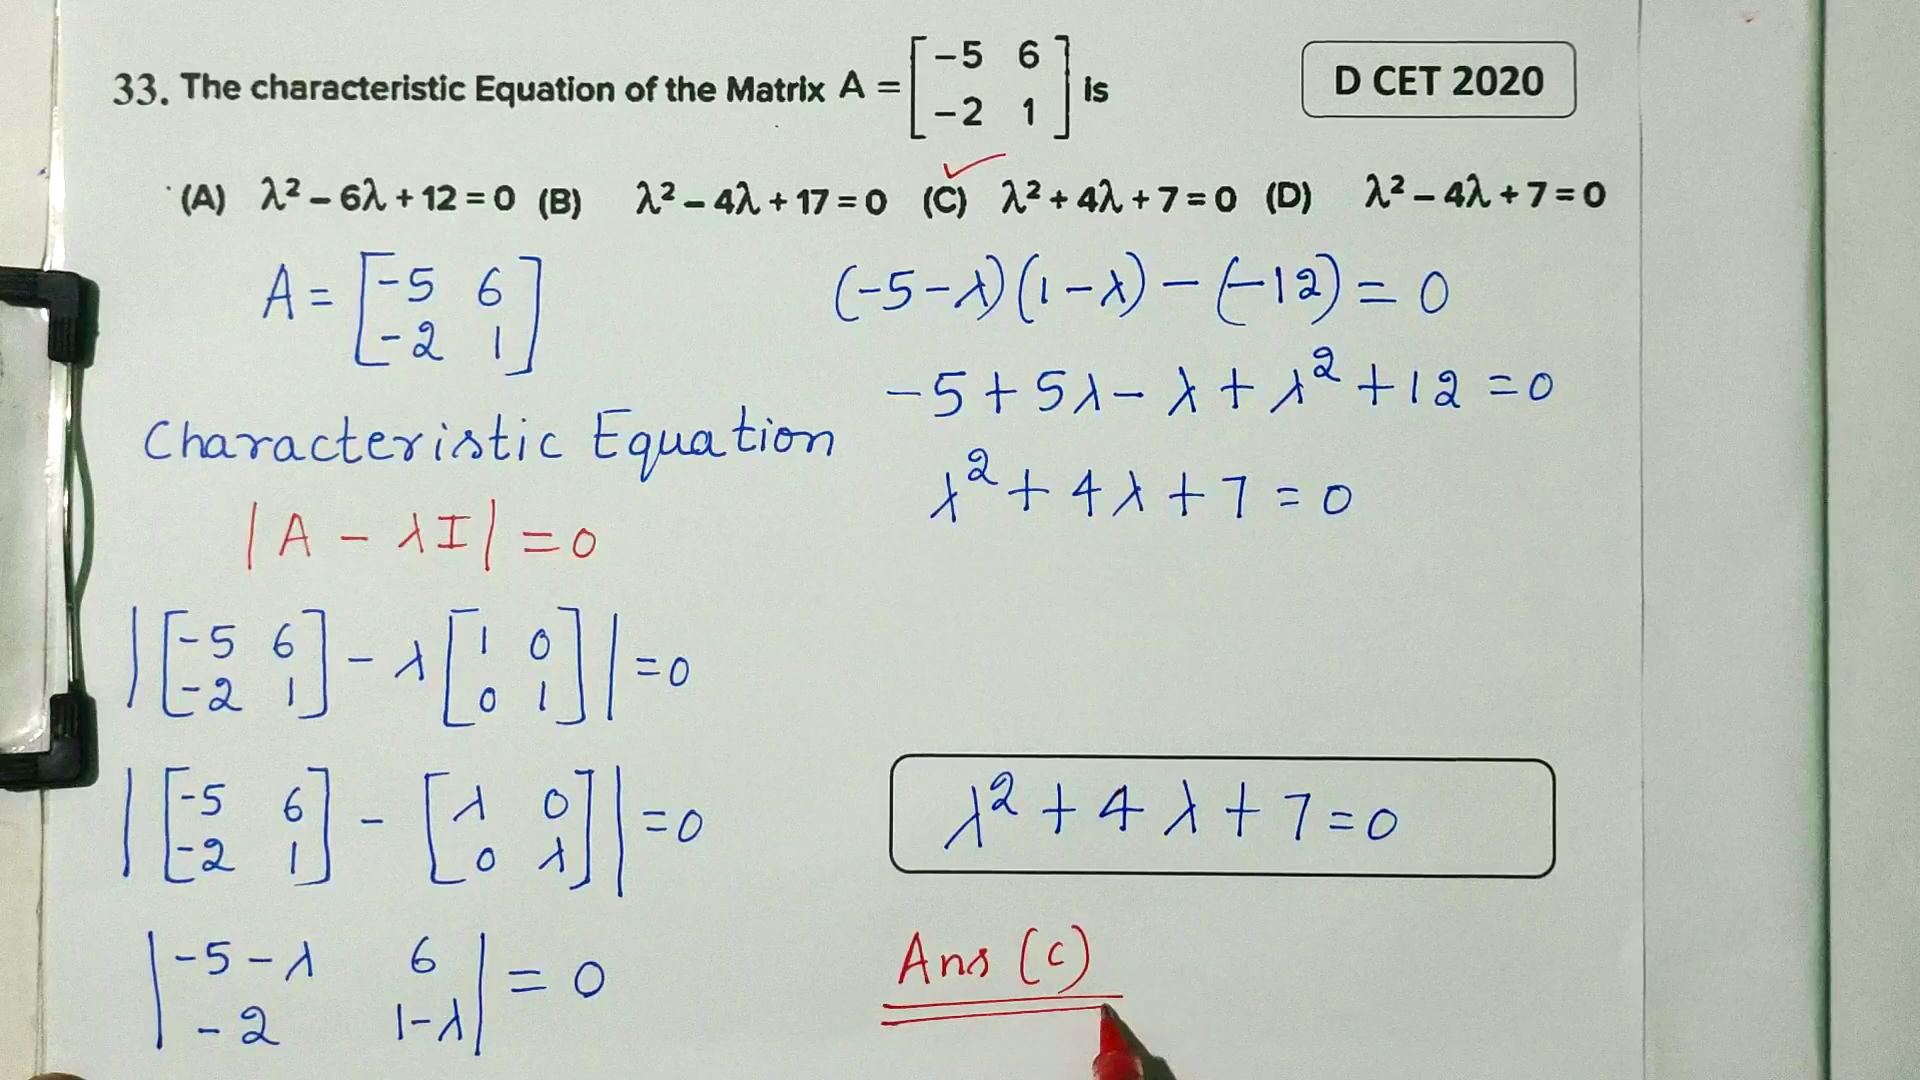 33. The characteristic Equation of the Matrix A = [ -5 6 ; -2 1 ] is
D CET 2020
(A) λ² - 6λ + 12 = 0 (B) λ² - 4λ + 17 = 0 (C) λ² + 4λ + 7 = 0 (D) λ² - 4λ + 7 = 0
A = [ -5 6 ; -2 1 ]
Characteristic Equation
|A - λI| = 0
|[ -5 6 ; -2 1 ] - λ[ 1 0 ; 0 1 ]| = 0
|[ -5 6 ; -2 1 ] - [ λ 0 ; 0 λ ]| = 0
| -5-λ 6 ; -2 1-λ | = 0
(-5-λ)(1-λ) - (-12) = 0
-5 + 5λ - λ + λ² + 12 = 0
λ² + 4λ + 7 = 0
λ² + 4λ + 7 = 0
Ans (C)